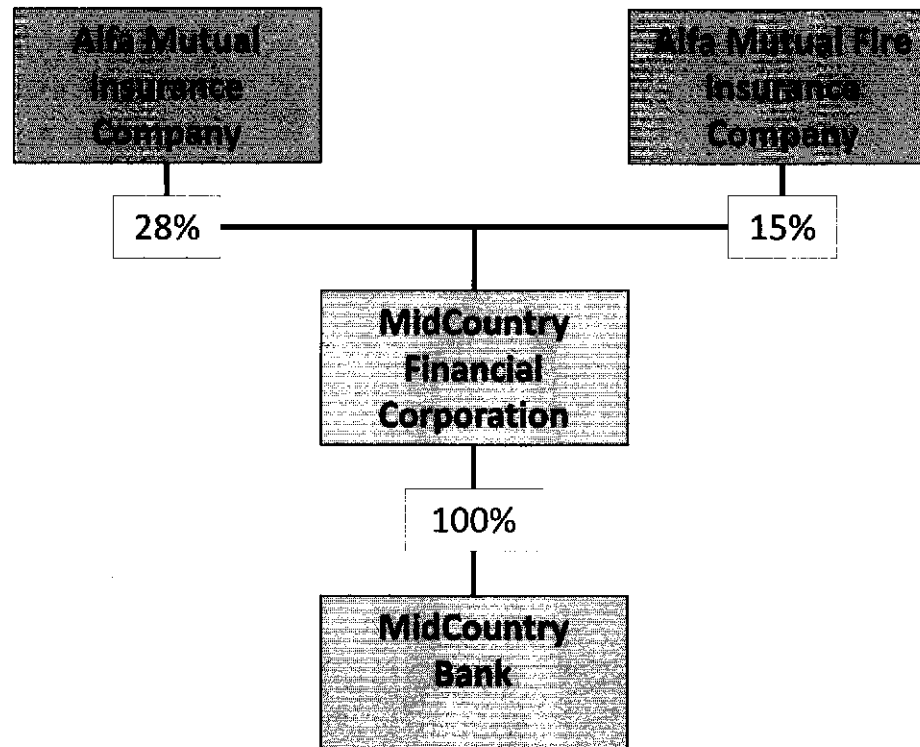 Alfa Mutual
Insurance
Company
Alfa Mutual Fire
Insurance
Company
28%
15%
MidCountry
Financial
Corporation
100%
MidCountry
Bank